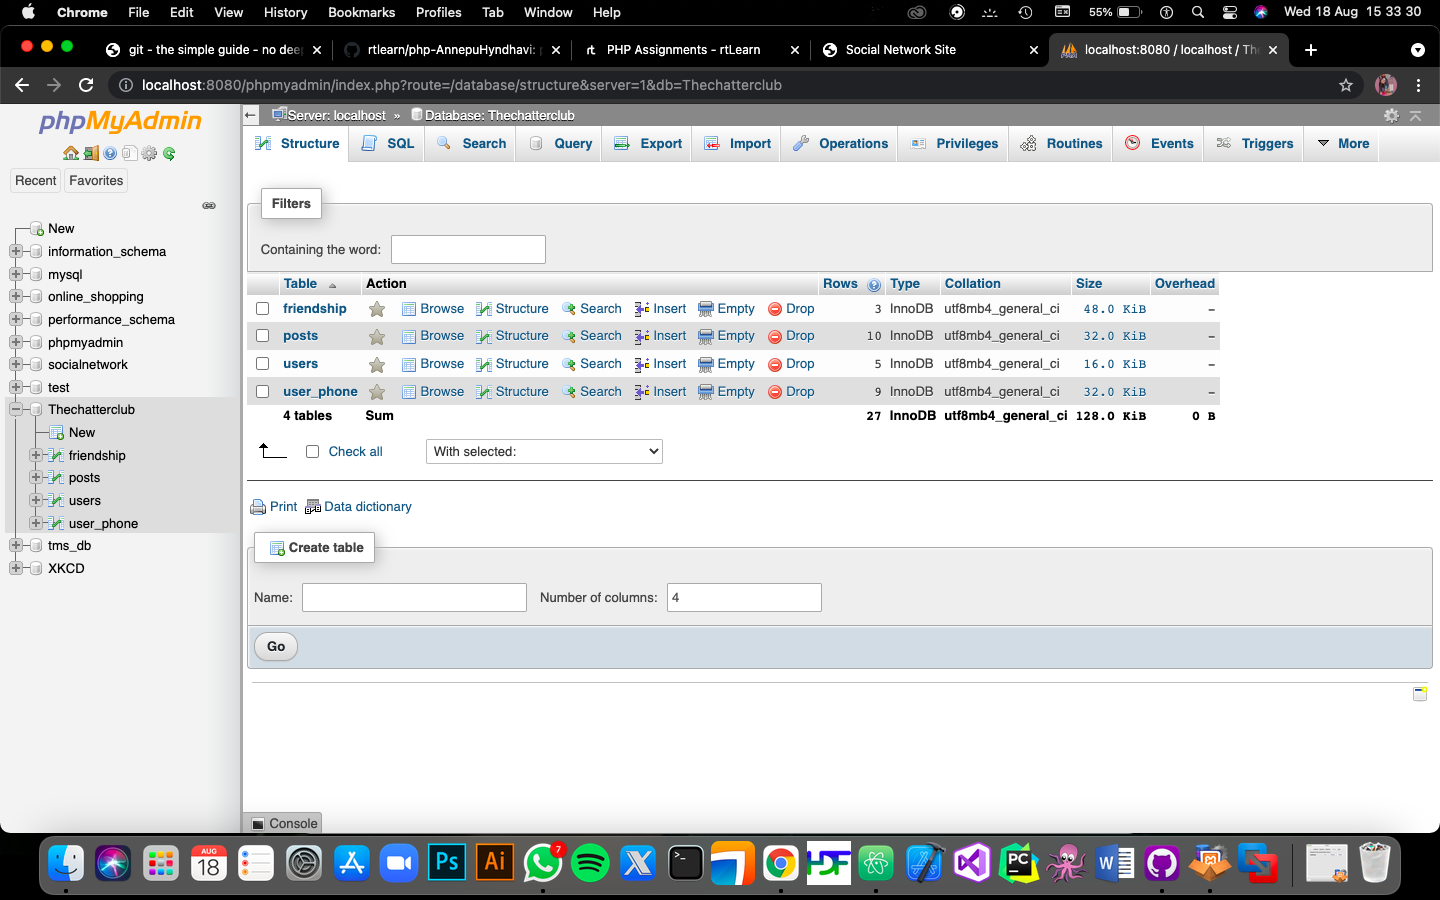 Chrome File Edit View History Bookmarks Profiles Tab Window Help 55% Wed 18 Aug 15 33 30
git - the simple guide - no dee
rtlearn/php-AnnepuHyndhavi:
PHP Assignments - rtLearn
Social Network Site
localhost:8080 / localhost / Th
localhost:8080/phpmyadmin/index.php?route=/database/structure&server=1&db=Thechatterclub
phpMyAdmin
Recent Favorites
New
information_schema
mysql
online_shopping
performance_schema
phpmyadmin
socialnetwork
test
Thechatterclub
New
friendship
posts
users
user_phone
tms_db
XKCD
Server: localhost » Database: Thechatterclub
Structure SQL Search Query Export Import Operations Privileges Routines Events Triggers More
Filters
Containing the word:
Table Action Rows Type Collation Size Overhead
friendship Browse Structure Search Insert Empty Drop 3 InnoDB utf8mb4_general_ci 48.0 KiB –
posts Browse Structure Search Insert Empty Drop 10 InnoDB utf8mb4_general_ci 32.0 KiB –
users Browse Structure Search Insert Empty Drop 5 InnoDB utf8mb4_general_ci 16.0 KiB –
user_phone Browse Structure Search Insert Empty Drop 9 InnoDB utf8mb4_general_ci 32.0 KiB –
4 tables Sum 27 InnoDB utf8mb4_general_ci 128.0 KiB 0 B
Check all With selected:
Print Data dictionary
Create table
Name: Number of columns: 4
Go
Console
AUG
18
Ps
Ai
7
PC
W